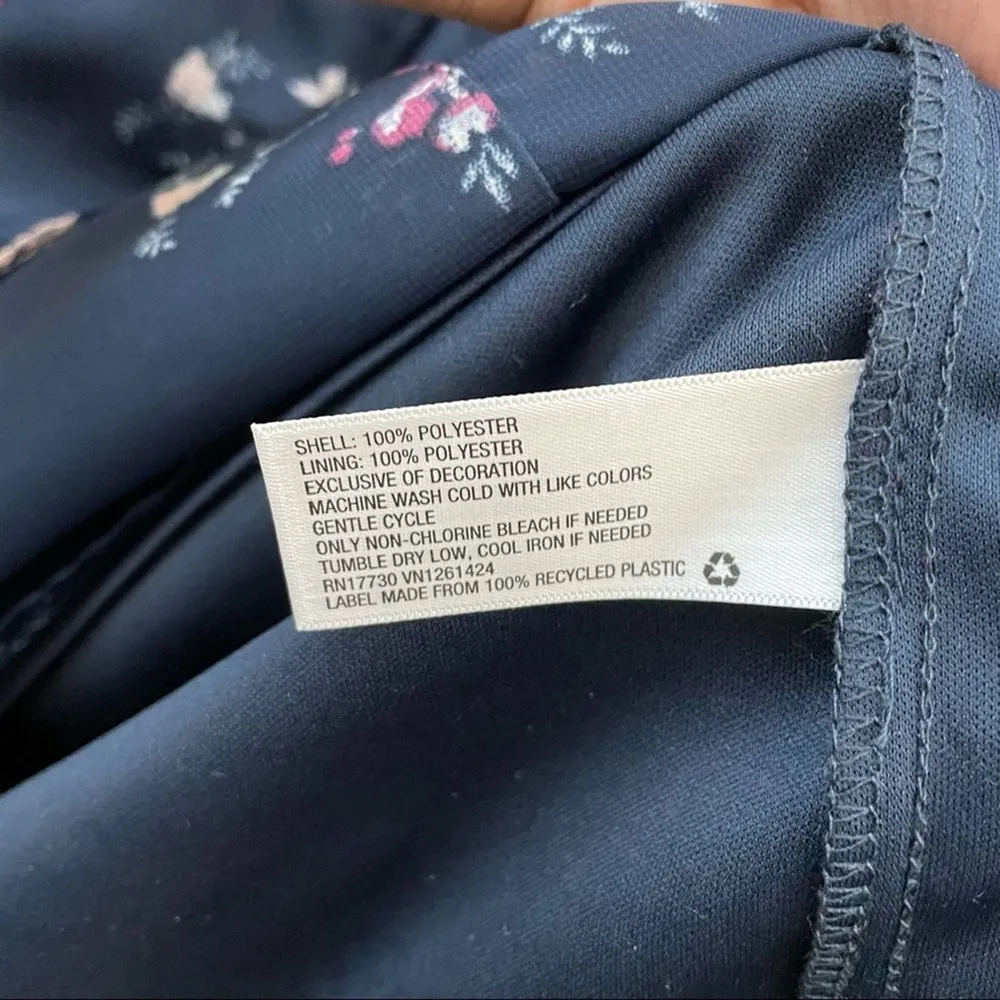 SHELL: 100% POLYESTER
LINING: 100% POLYESTER
EXCLUSIVE OF DECORATION
MACHINE WASH COLD WITH LIKE COLORS
GENTLE CYCLE
ONLY NON-CHLORINE BLEACH IF NEEDED
TUMBLE DRY LOW, COOL IRON IF NEEDED
RN17730 VN1261424
LABEL MADE FROM 100% RECYCLED PLASTIC